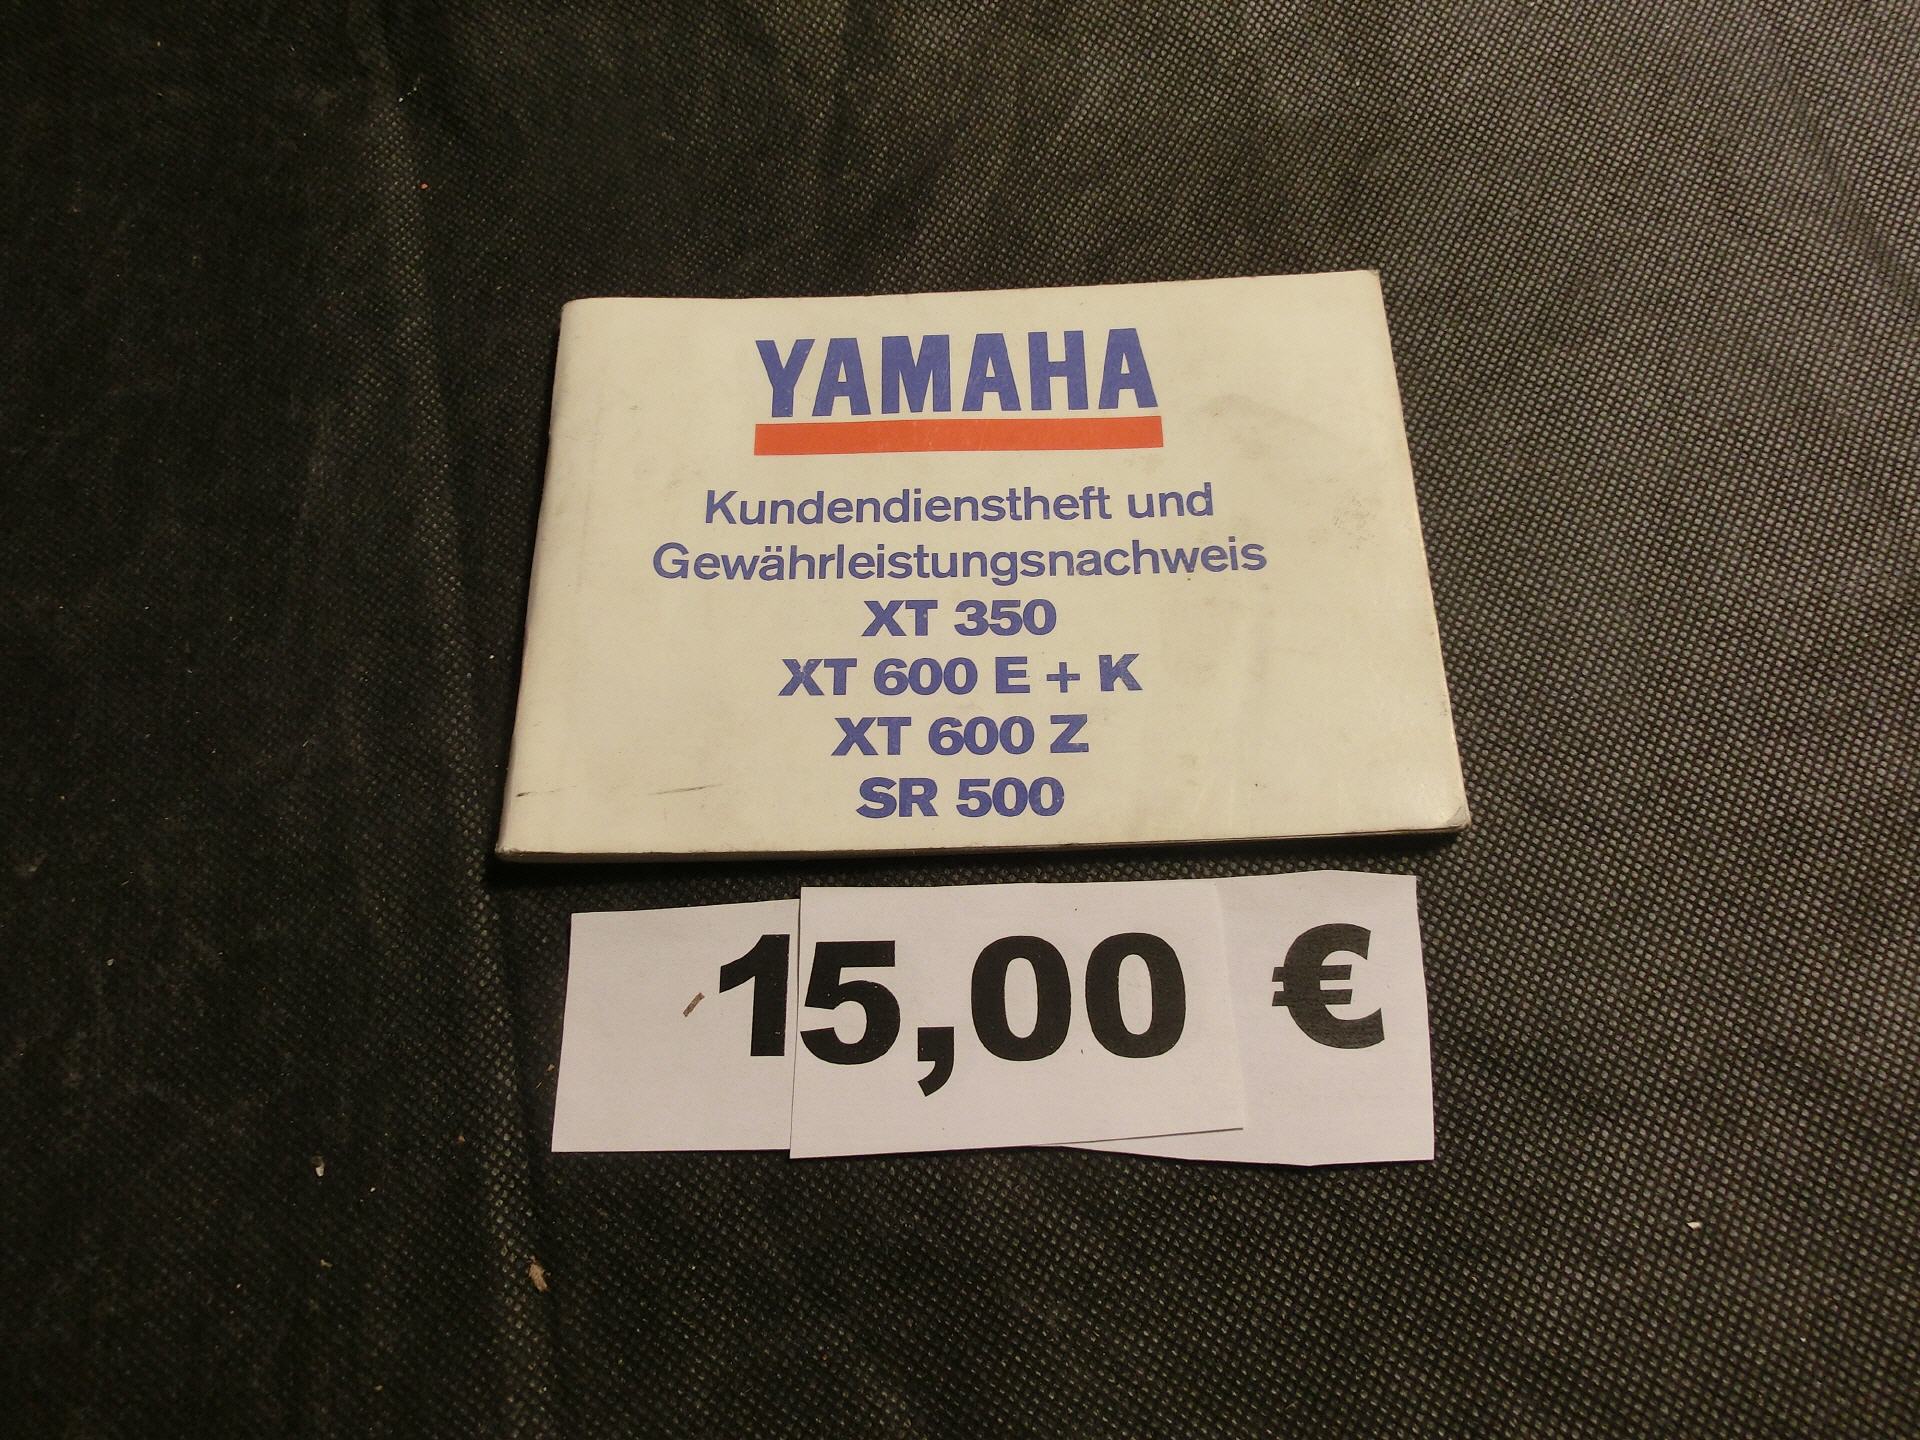 YAMAHA
Kundendienstheft und
Gewährleistungsnachweis
XT 350
XT 600 E + K
XT 600 Z
SR 500
15,00 €